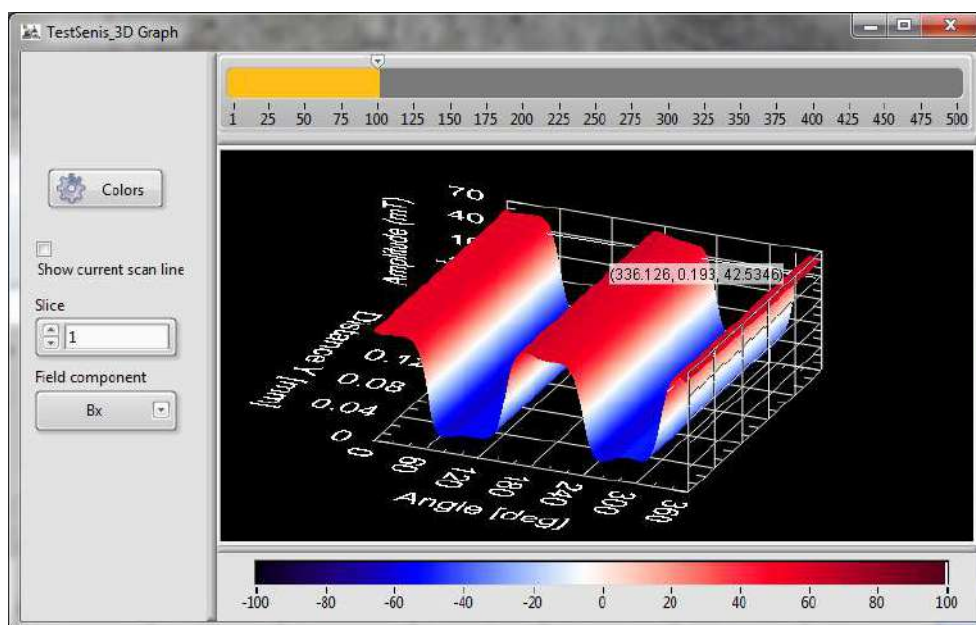 TestSenis_3D Graph
1 25 50 75 100 125 150 175 200 225 250 275 300 325 350 375 400 425 450 475 500
Colors
Show current scan line
Slice
1
Field component
Bx
70
40
Amplitude [mT]
(336.126, 0.193, 42.5346)
Distance Y [mm]
0.12
0.08
0.04
0
0 60 120 180 240 300 360
Angle [deg]
-100 -80 -60 -40 -20 0 20 40 60 80 100